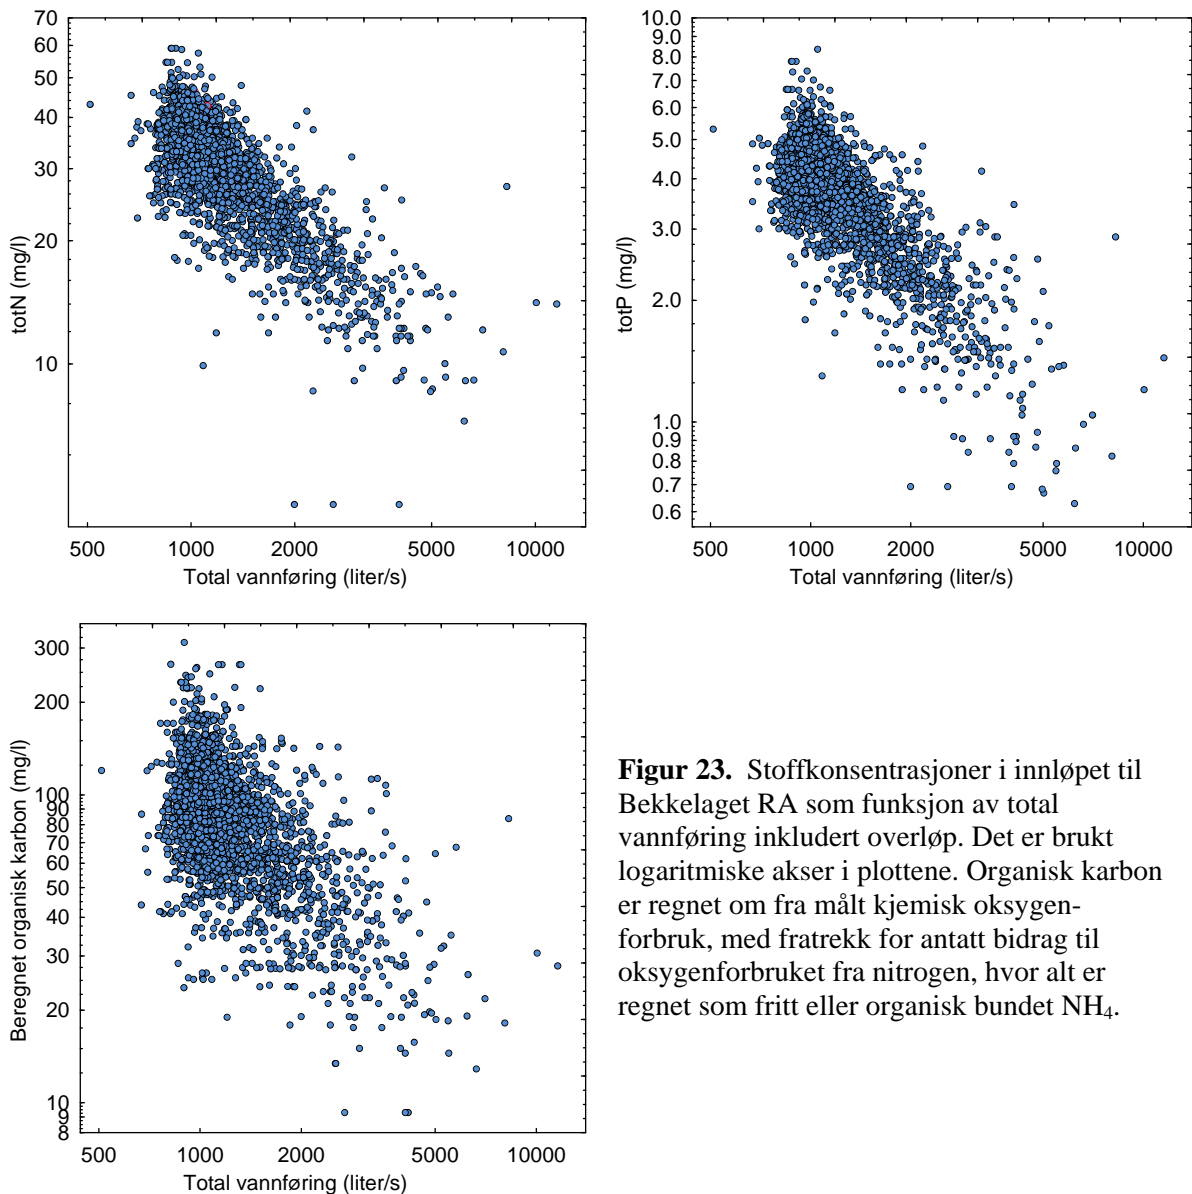 70
60
50
40
30
20
10
totN (mg/l)
500 1000 2000 5000 10000
Total vannføring (liter/s)
10.0
9.0
8.0
7.0
6.0
5.0
4.0
3.0
2.0
1.0
0.9
0.8
0.7
0.6
totP (mg/l)
500 1000 2000 5000 10000
Total vannføring (liter/s)
300
200
100
90
80
70
60
50
40
30
20
10
9
8
Beregnet organisk karbon (mg/l)
500 1000 2000 5000 10000
Total vannføring (liter/s)
Figur 23. Stoffkonsentrasjoner i innløpet til
Bekkelaget RA som funksjon av total
vannføring inkludert overløp. Det er brukt
logaritmiske akser i plottene. Organisk karbon
er regnet om fra målt kjemisk oksygen-
forbruk, med fratrekk for antatt bidrag til
oksygenforbruket fra nitrogen, hvor alt er
regnet som fritt eller organisk bundet NH₄.